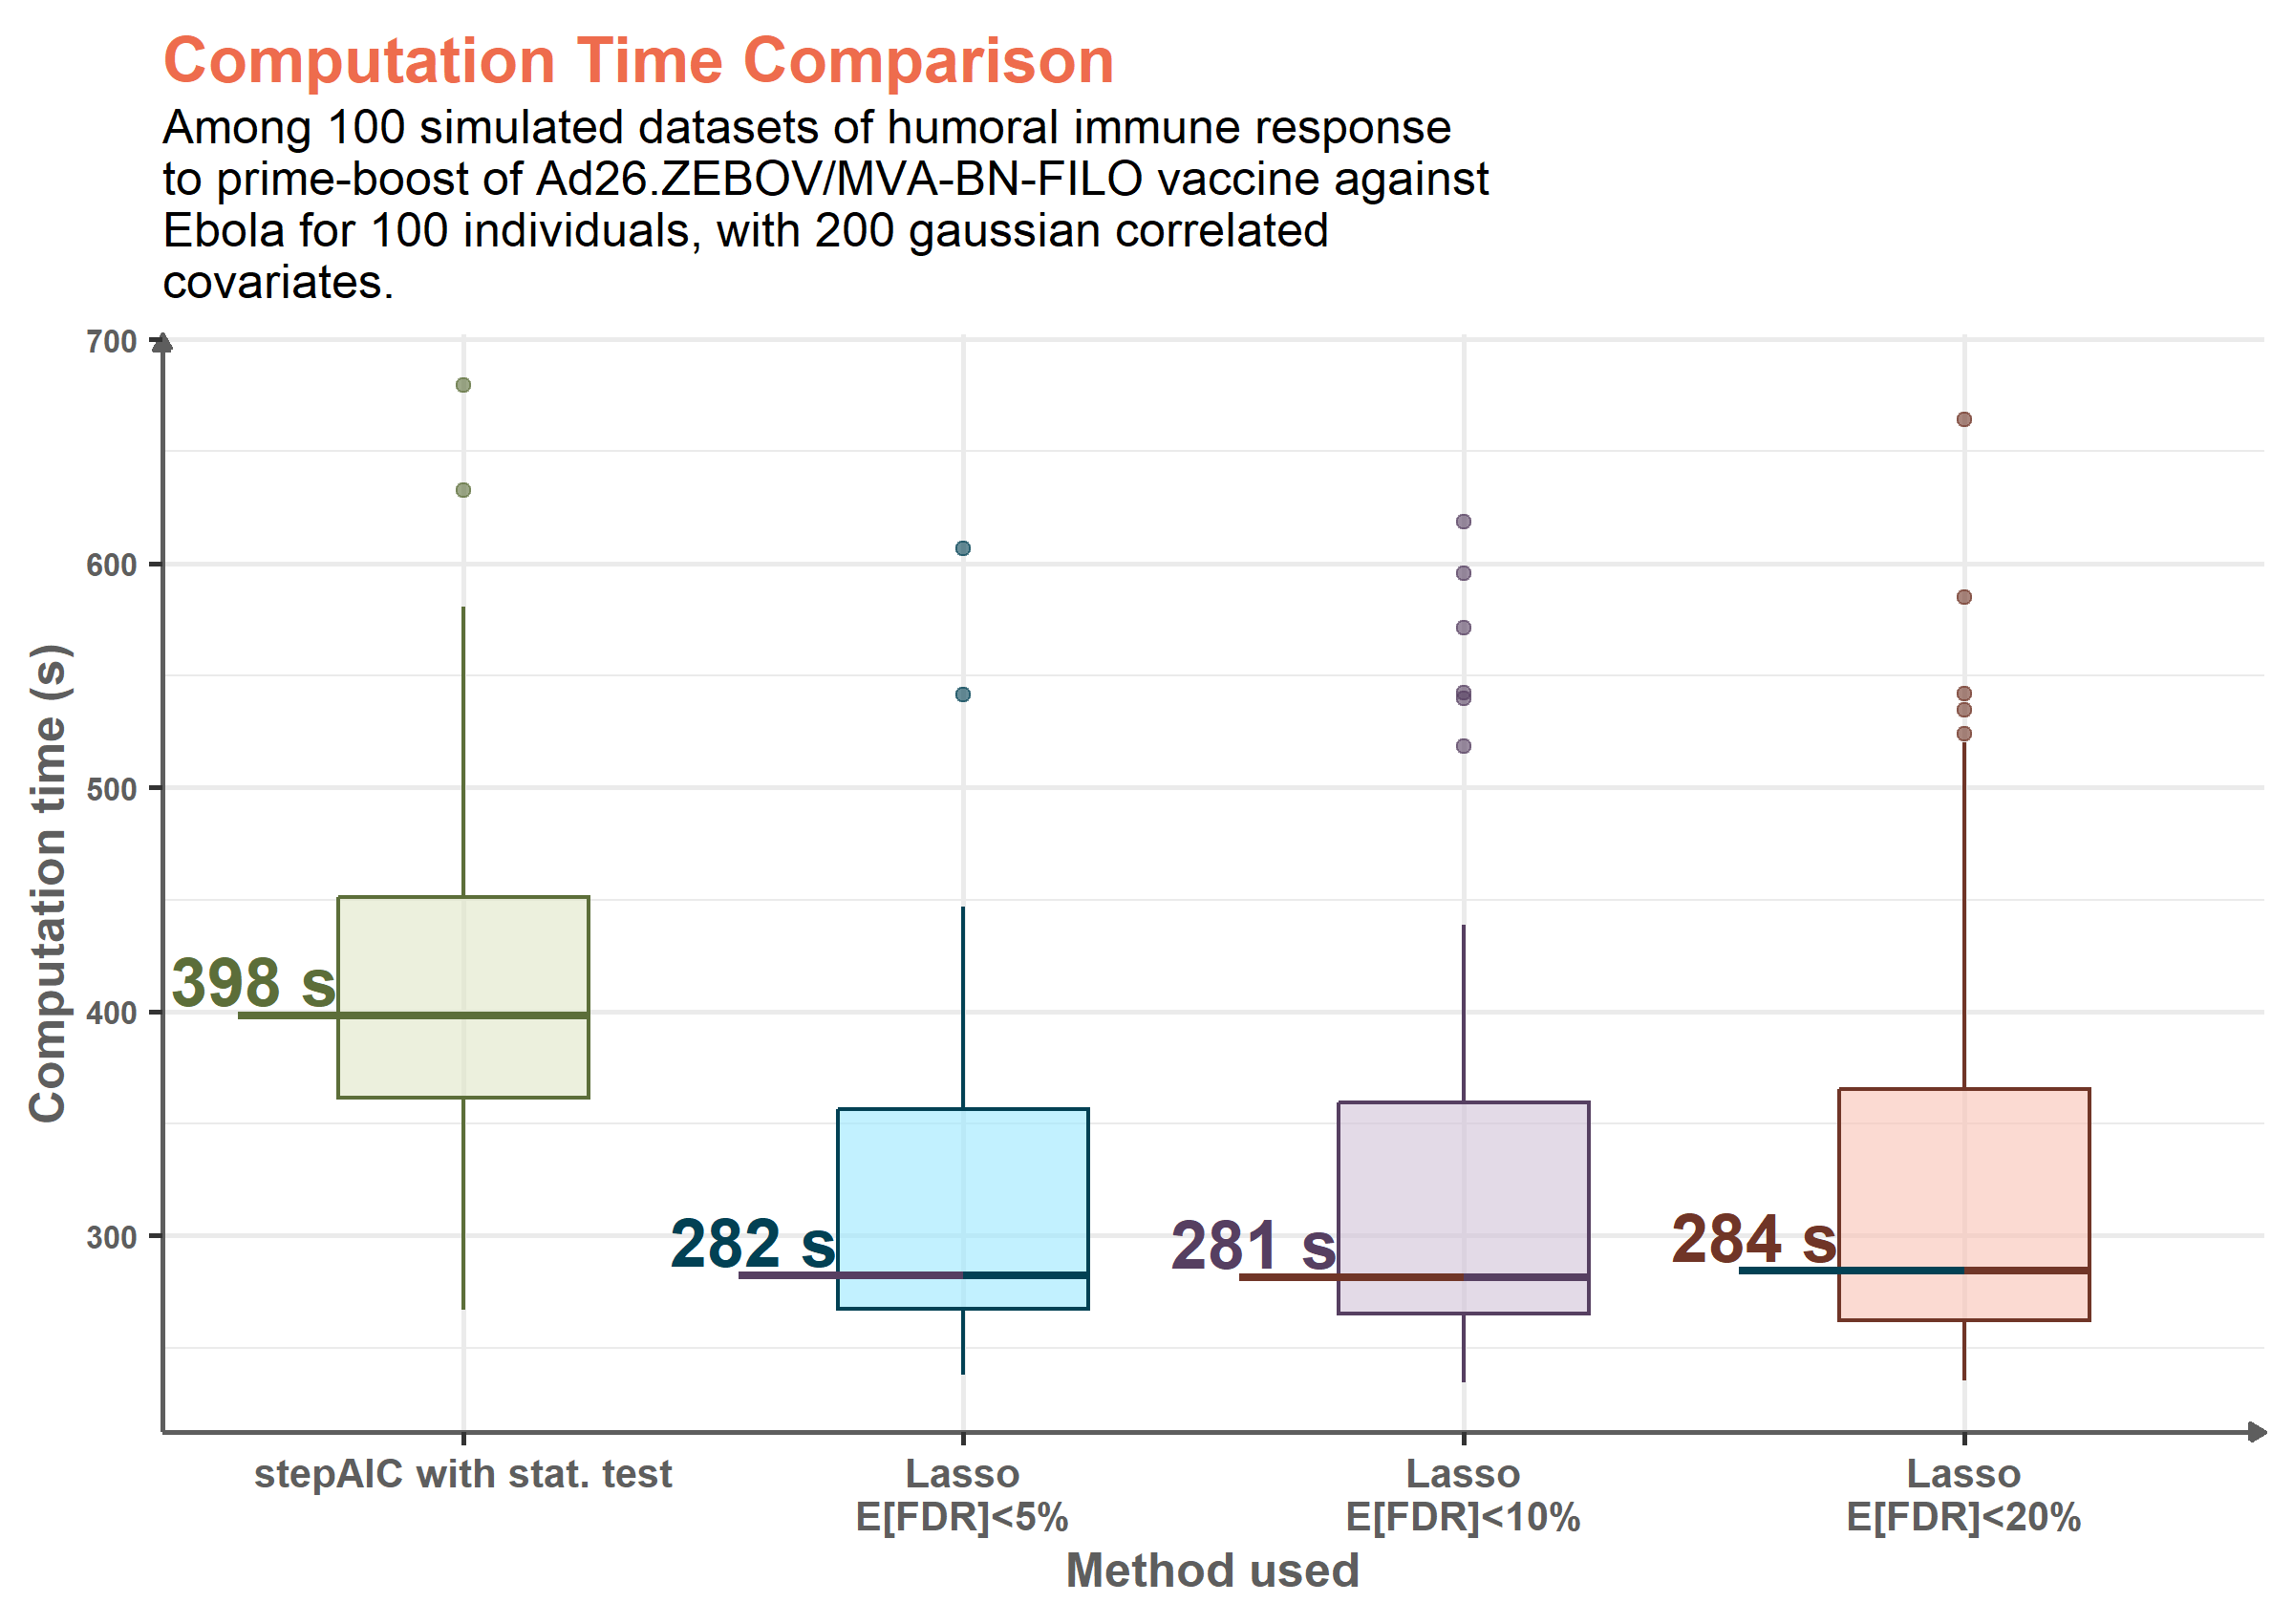 Computation Time Comparison
Among 100 simulated datasets of humoral immune response
to prime-boost of Ad26.ZEBOV/MVA-BN-FILO vaccine against
Ebola for 100 individuals, with 200 gaussian correlated
covariates.
Computation time (s)
700
600
500
400
300
398 s
282 s
281 s
284 s
stepAIC with stat. test
Lasso
E[FDR]<5%
Lasso
E[FDR]<10%
Lasso
E[FDR]<20%
Method used